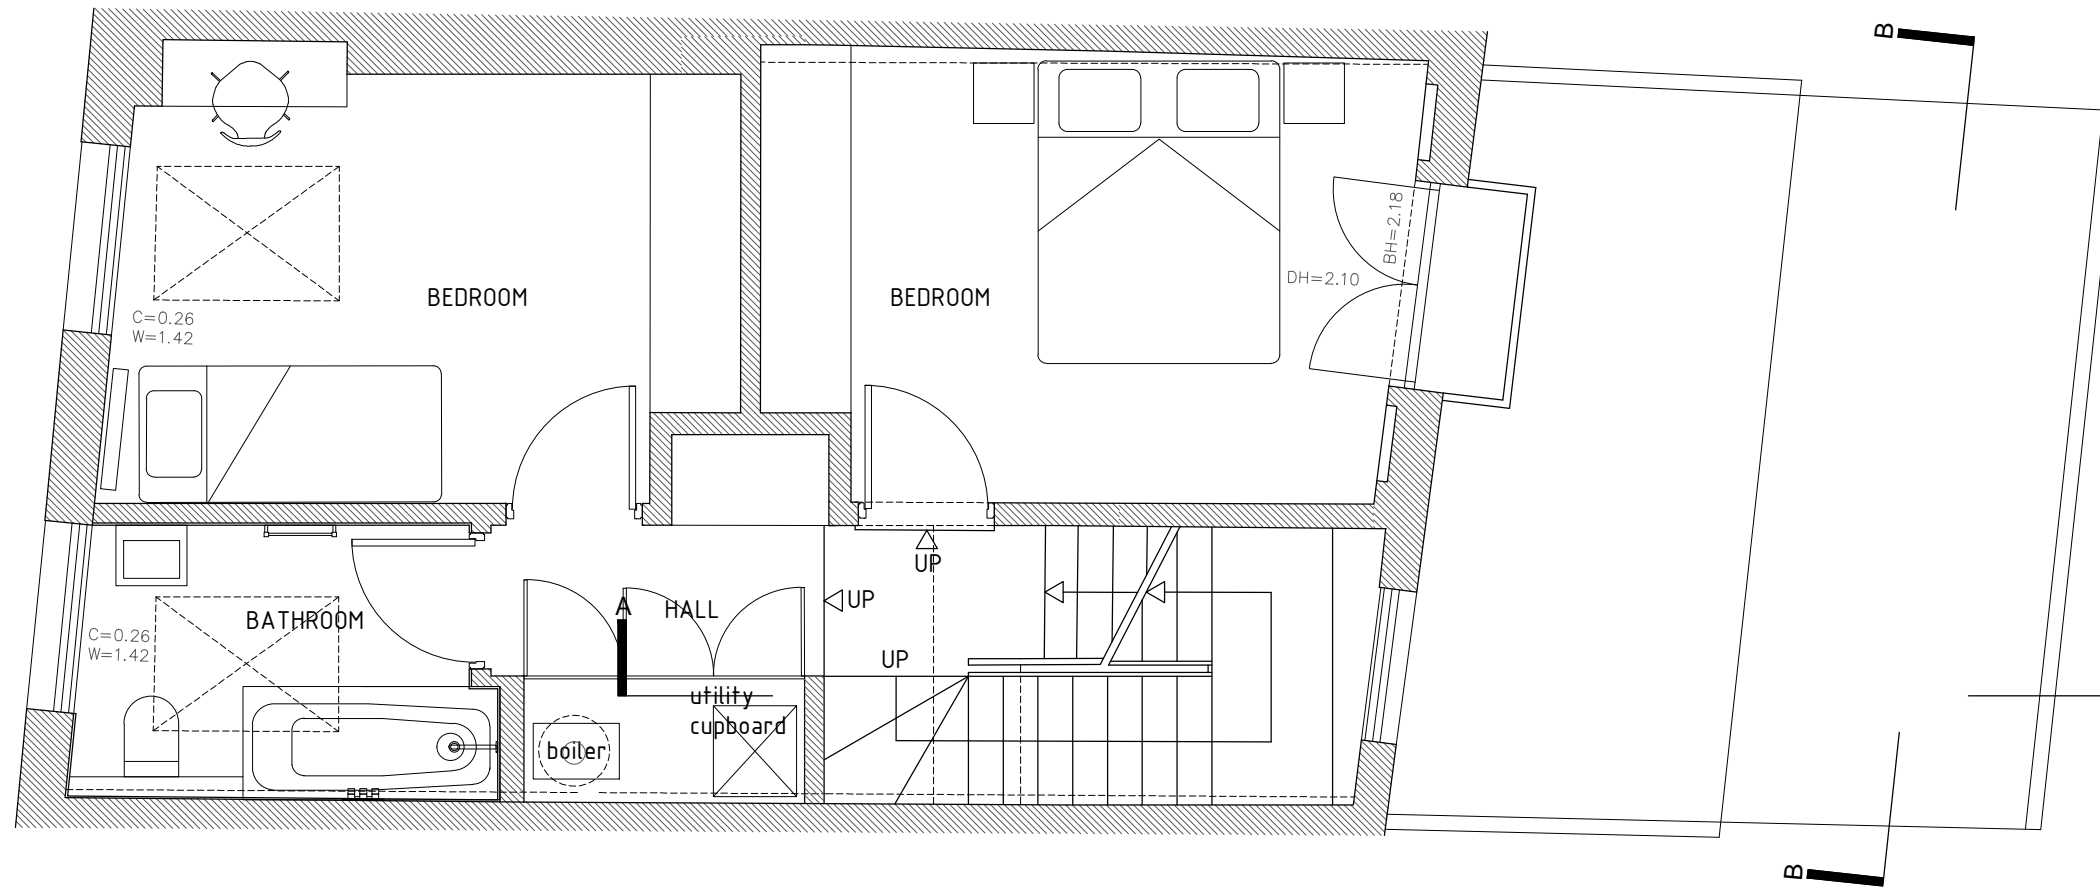 B
BEDROOM
BEDROOM
DH=2.10
BH=2.18
C=0.26
W=1.42
BATHROOM
C=0.26
W=1.42
A
HALL
UP
UP
UP
utility
cupboard
boiler
B